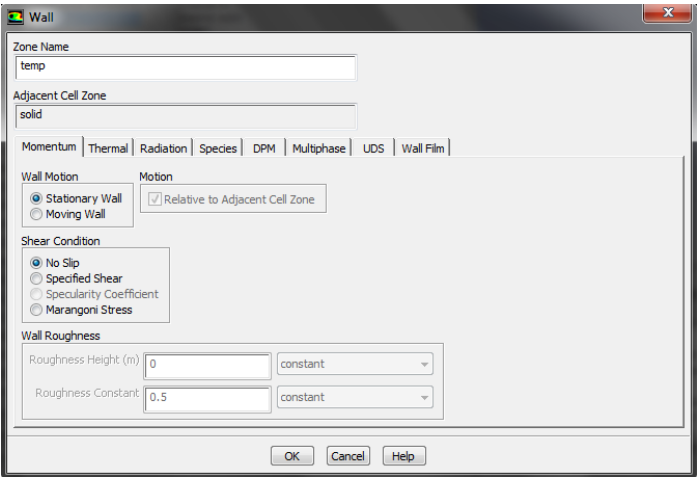 Wall
Zone Name
temp
Adjacent Cell Zone
solid
Momentum Thermal Radiation Species DPM Multiphase UDS Wall Film
Wall Motion Motion
Stationary Wall Relative to Adjacent Cell Zone
Moving Wall
Shear Condition
No Slip
Specified Shear
Specularity Coefficient
Marangoni Stress
Wall Roughness
Roughness Height (m) 0 constant
Roughness Constant 0.5 constant
OK Cancel Help